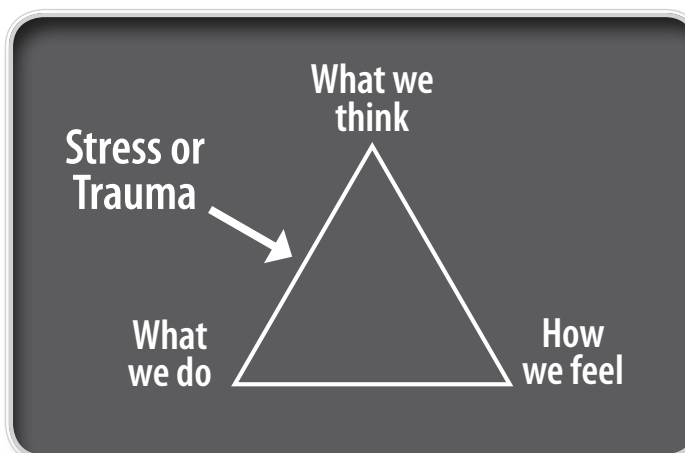 What we
think
Stress or
Trauma
What
we do
How
we feel